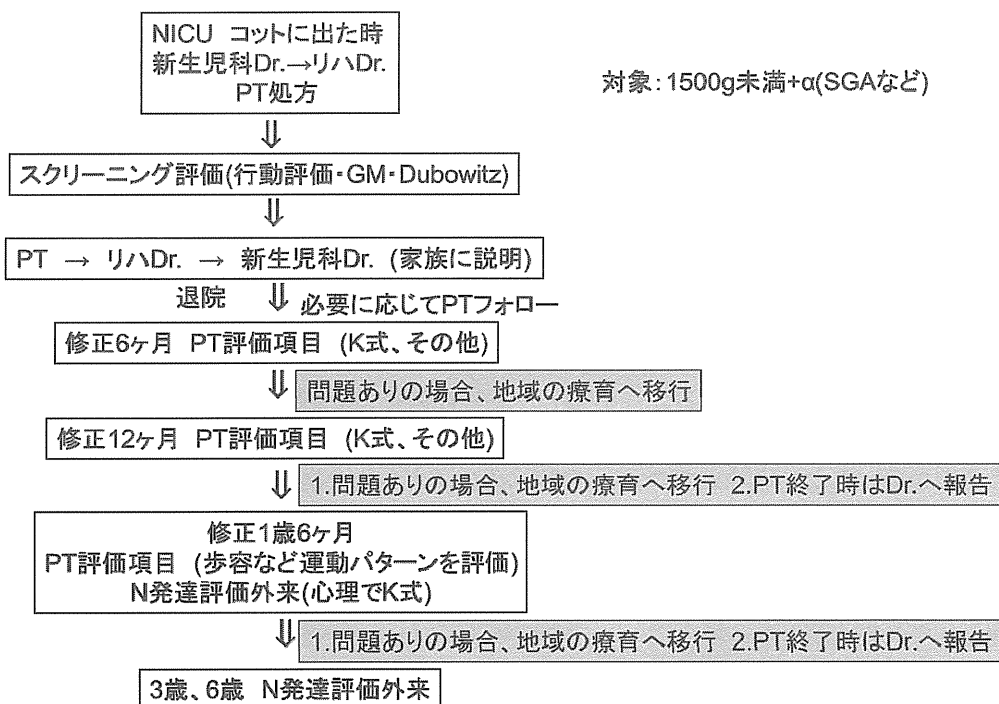 NICU コットに出た時
新生児科Dr.→リハDr.
PT処方
対象：1500g未満+α(SGAなど)
スクリーニング評価(行動評価・GM・Dubowitz)
PT → リハDr. → 新生児科Dr. (家族に説明)
退院
必要に応じてPTフォロー
修正6ヶ月 PT評価項目 (K式、その他)
問題ありの場合、地域の療育へ移行
修正12ヶ月 PT評価項目 (K式、その他)
1.問題ありの場合、地域の療育へ移行 2.PT終了時はDr.へ報告
修正1歳6ヶ月
PT評価項目 (歩容など運動パターンを評価)
N発達評価外来(心理でK式)
1.問題ありの場合、地域の療育へ移行 2.PT終了時はDr.へ報告
3歳、6歳 N発達評価外来